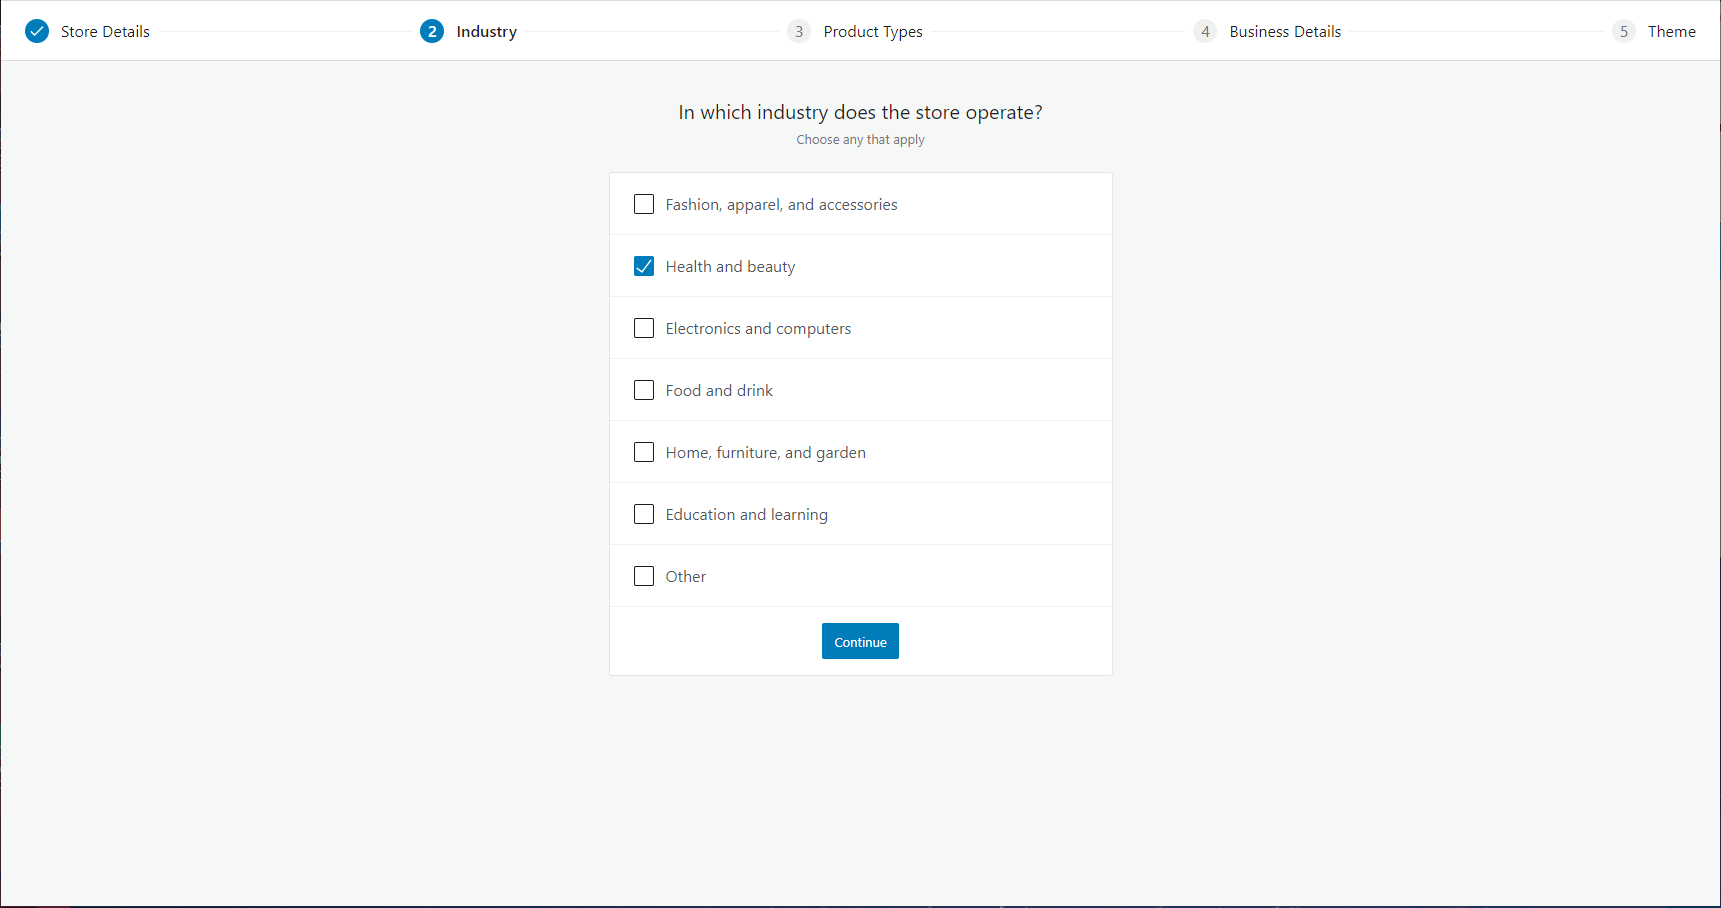 Store Details
2 Industry
3 Product Types
4 Business Details
5 Theme
In which industry does the store operate?
Choose any that apply
Fashion, apparel, and accessories
Health and beauty
Electronics and computers
Food and drink
Home, furniture, and garden
Education and learning
Other
Continue